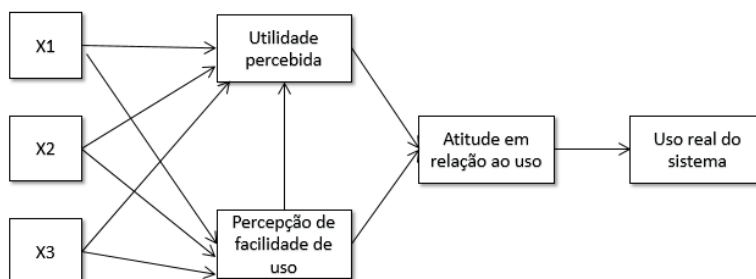 X1
X2
X3
Utilidade
percebida
Percepção de
facilidade de
uso
Atitude em
relação ao uso
Uso real do
sistema